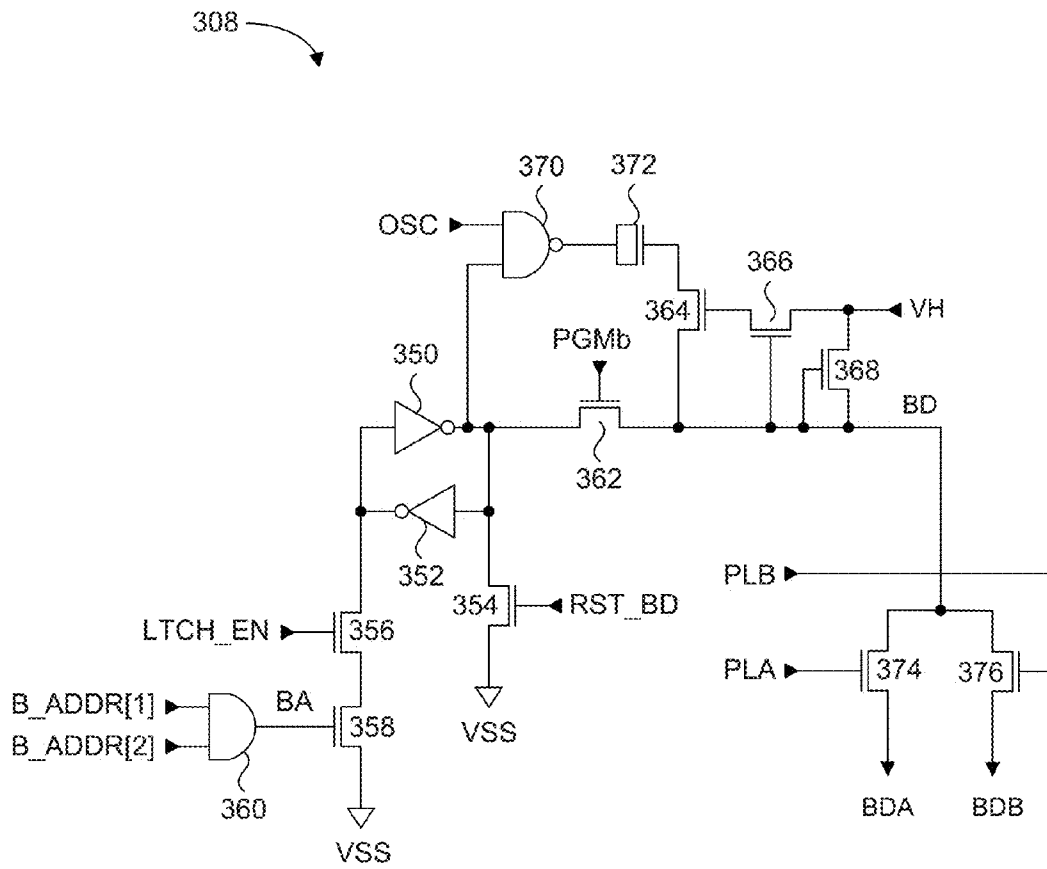 308
370
372
OSC
366
364
VH
PGMb
350
368
BD
362
352
PLB
354
RST_BD
LTCH_EN
356
PLA
374
376
B_ADDR[1]
BA
358
VSS
B_ADDR[2]
360
BDA
BDB
VSS